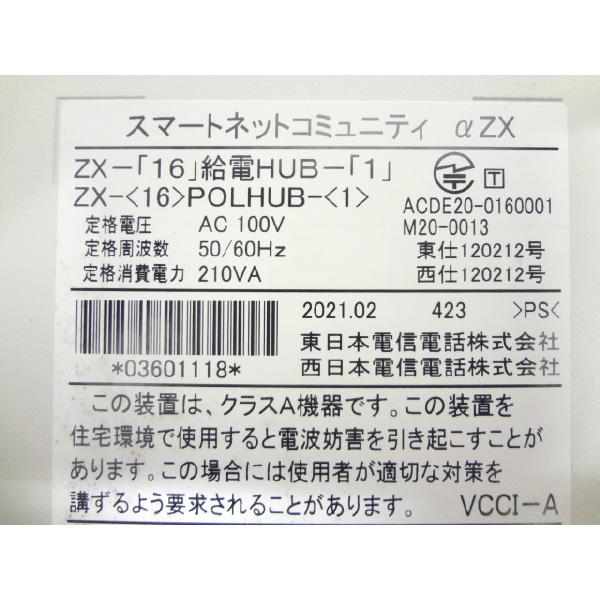 スマートネットコミュニティ αZX
ZX-「16」給電HUB-「1」
ZX-<16>POLHUB-<1>
T
ACDE20-0160001
M20-0013
定格電圧 AC 100V
定格周波数 50/60Hz
定格消費電力 210VA
東仕120212号
西仕120212号
*03601118*
2021.02 423 >PS<
東日本電信電話株式会社
西日本電信電話株式会社
この装置は、クラスA機器です。この装置を
住宅環境で使用すると電波妨害を引き起こすことが
あります。この場合には使用者が適切な対策を
講ずるよう要求されることがあります。 VCCI-A